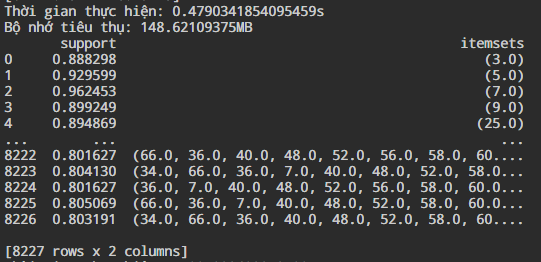 Thời gian thực hiện: 0.4790341854095459s
Bộ nhớ tiêu thụ: 148.62109375MB
support itemsets
0 0.888298 (3.0)
1 0.929599 (5.0)
2 0.962453 (7.0)
3 0.899249 (9.0)
4 0.894869 (25.0)
... ... ...
8222 0.801627 (66.0, 36.0, 40.0, 48.0, 52.0, 56.0, 58.0, 60....
8223 0.804130 (34.0, 66.0, 36.0, 7.0, 40.0, 48.0, 52.0, 58.0...
8224 0.801627 (36.0, 7.0, 40.0, 48.0, 52.0, 56.0, 58.0, 60....
8225 0.805069 (66.0, 36.0, 7.0, 40.0, 48.0, 52.0, 58.0, 60....
8226 0.803191 (34.0, 66.0, 36.0, 40.0, 48.0, 52.0, 58.0, 60....
[8227 rows x 2 columns]